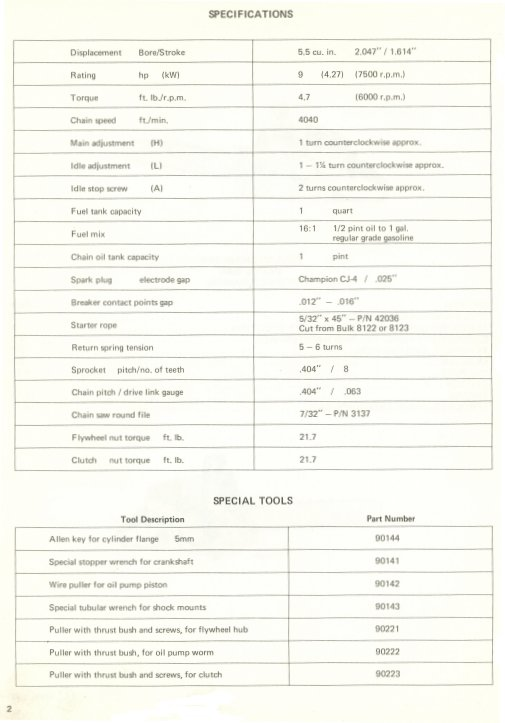 SPECIFICATIONS
Displacement Bore/Stroke 5.5 cu. in. 2.047" / 1.614"
Rating hp (kW) 9 (4.27) (7500 r.p.m.)
Torque ft. lb./r.p.m. 4.7 (6000 r.p.m.)
Chain speed ft./min. 4040
Main adjustment (H) 1 turn counterclockwise approx.
Idle adjustment (L) 1 – 1¼ turn counterclockwise approx.
Idle stop screw (A) 2 turns counterclockwise approx.
Fuel tank capacity 1 quart
Fuel mix 16:1 1/2 pint oil to 1 gal.
regular grade gasoline
Chain oil tank capacity 1 pint
Spark plug electrode gap Champion CJ-4 / .025"
Breaker contact points gap .012" – .016"
Starter rope 5/32" x 45" – P/N 42036
Cut from Bulk 8122 or 8123
Return spring tension 5 – 6 turns
Sprocket pitch/no. of teeth .404" / 8
Chain pitch / drive link gauge .404" / .063
Chain saw round file 7/32" – P/N 3137
Flywheel nut torque ft. lb. 21.7
Clutch nut torque ft. lb. 21.7
SPECIAL TOOLS
Tool Description Part Number
Allen key for cylinder flange 5mm 90144
Special stopper wrench for crankshaft 90141
Wire puller for oil pump piston 90142
Special tubular wrench for shock mounts 90143
Puller with thrust bush and screws, for flywheel hub 90221
Puller with thrust bush, for oil pump worm 90222
Puller with thrust bush and screws, for clutch 90223
2